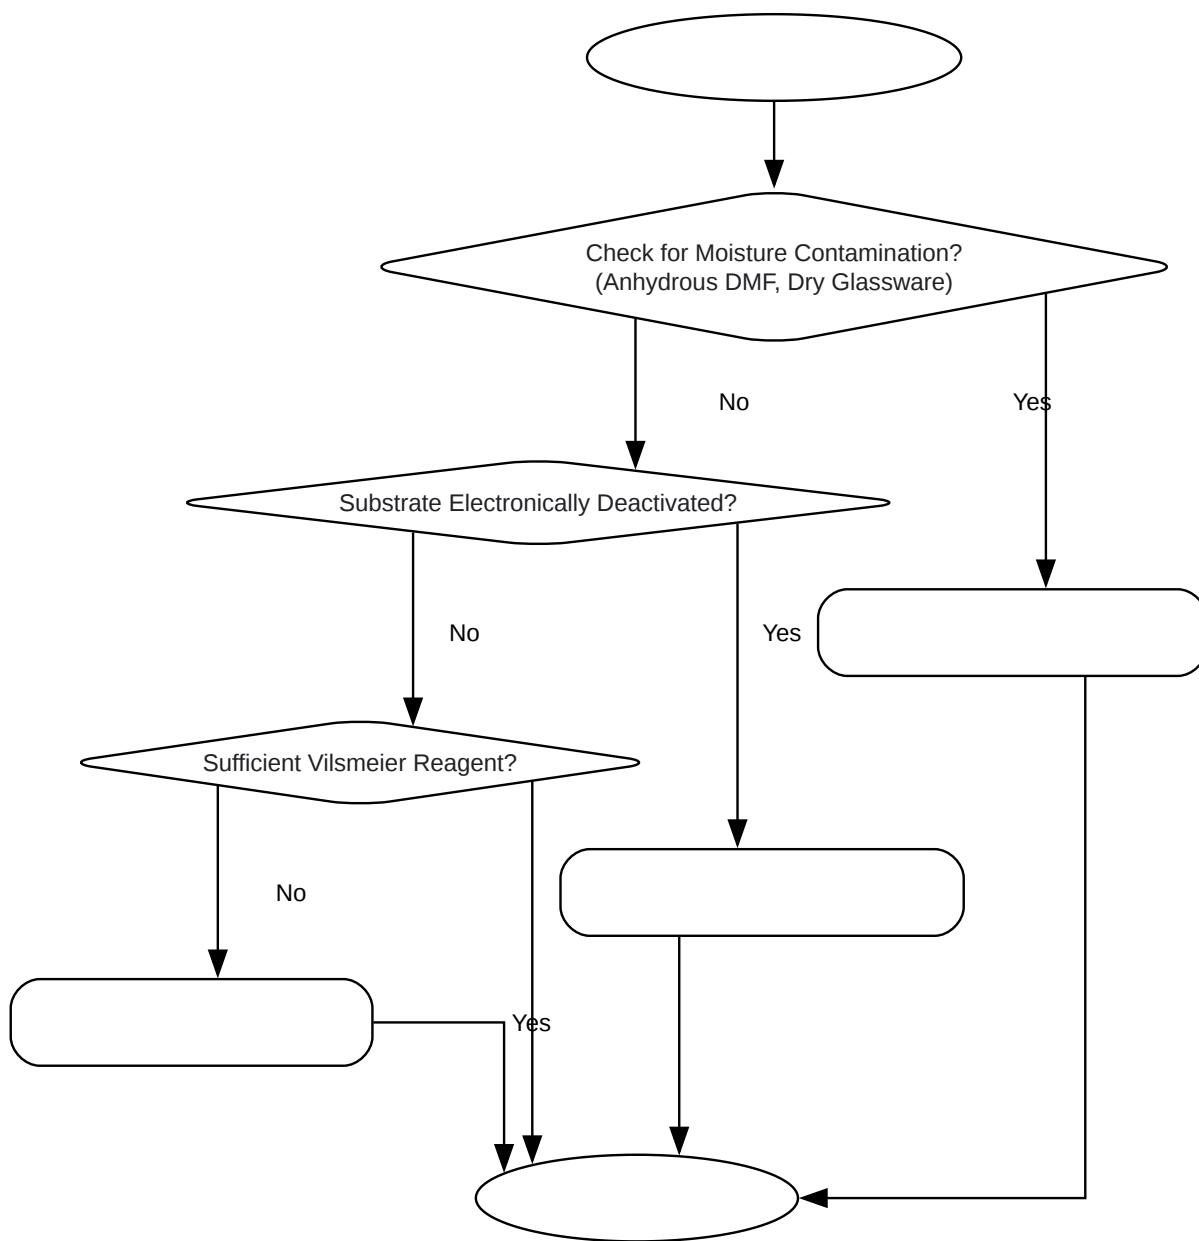 Check for Moisture Contamination?
(Anhydrous DMF, Dry Glassware)
No
Yes
Substrate Electronically Deactivated?
No
Yes
Sufficient Vilsmeier Reagent?
No
Yes